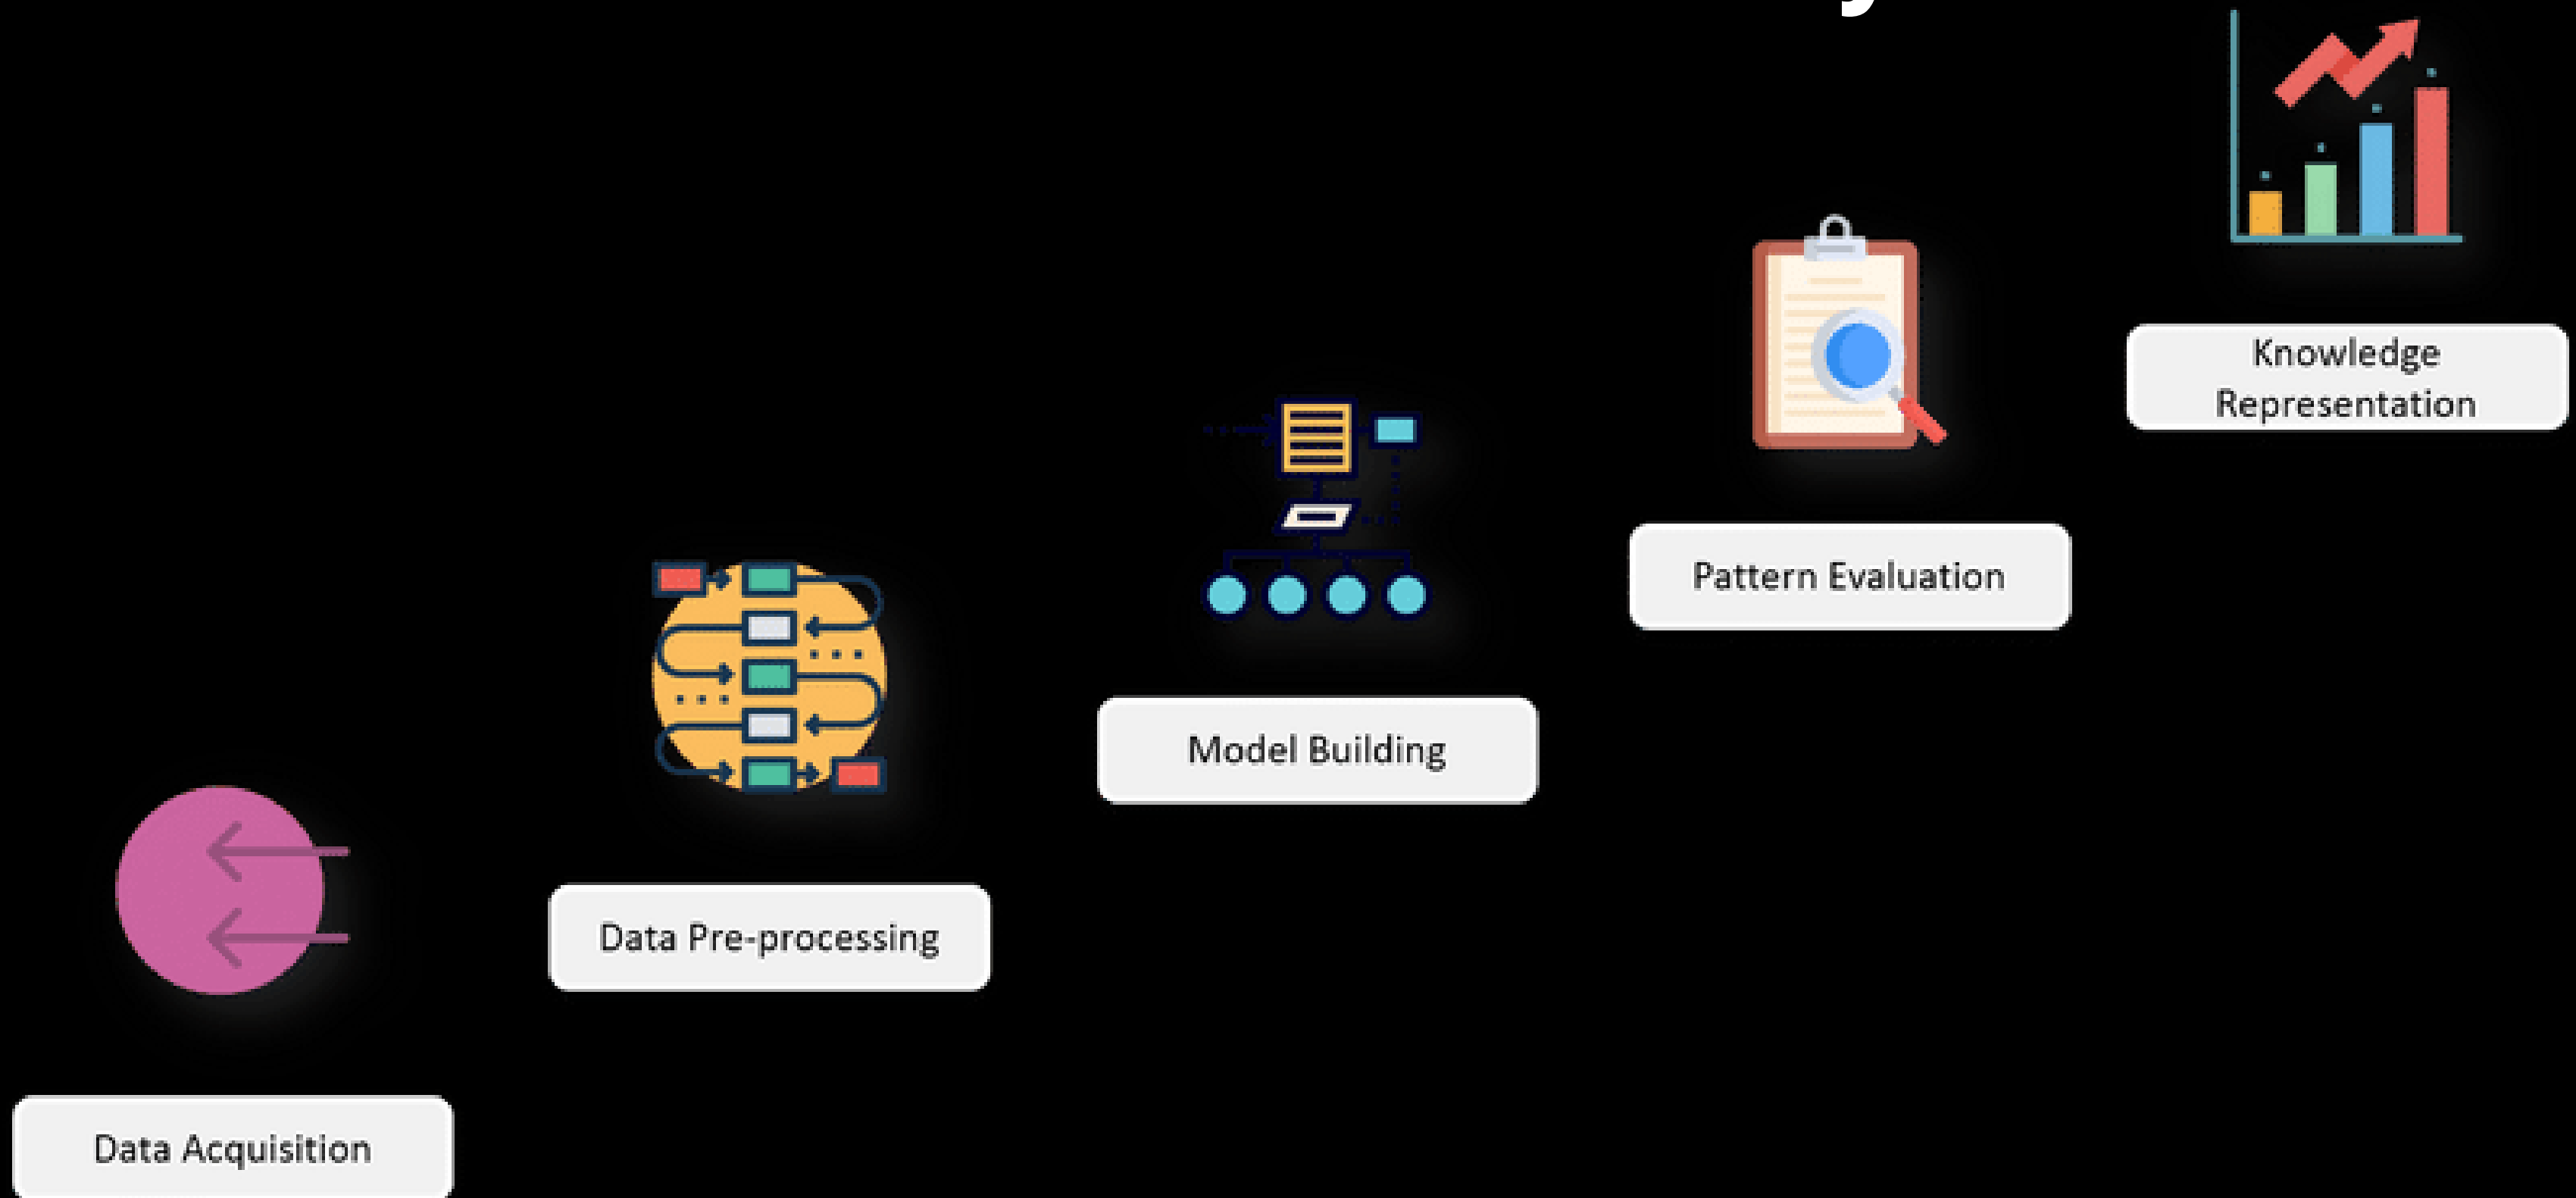 Knowledge
Representation
Pattern Evaluation
Model Building
Data Pre-processing
Data Acquisition